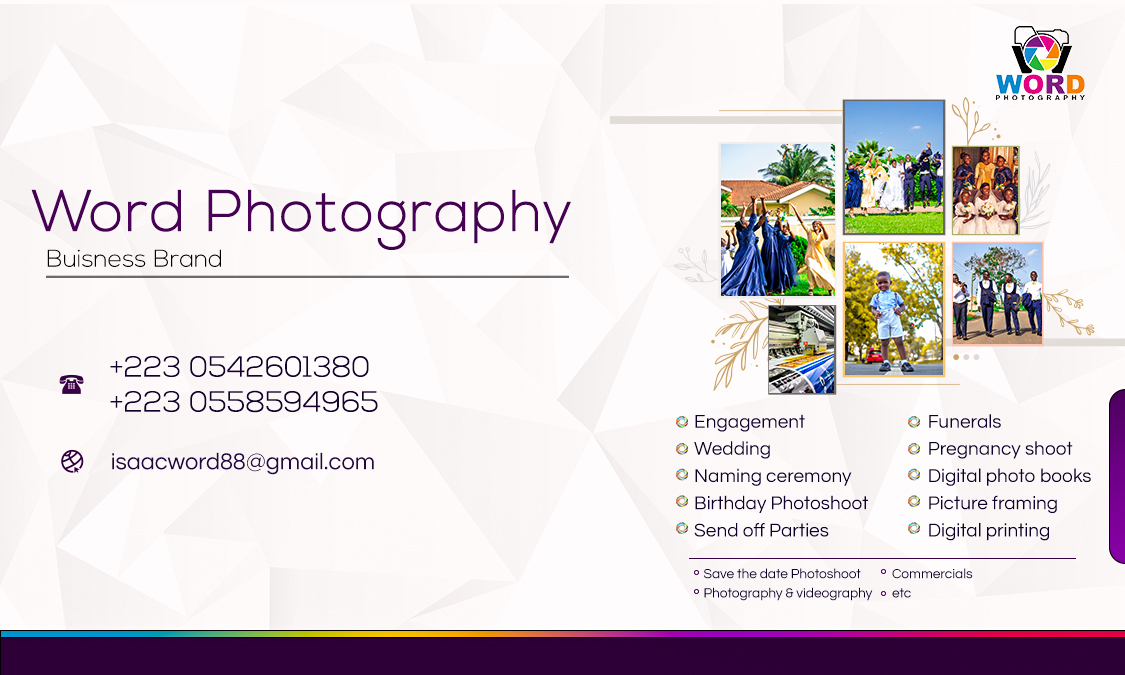 WORD
PHOTOGRAPHY
Word Photography
Buisness Brand
+223 0542601380
+223 0558594965
isaacword88@gmail.com
Engagement
Wedding
Naming ceremony
Birthday Photoshoot
Send off Parties
Funerals
Pregnancy shoot
Digital photo books
Picture framing
Digital printing
Save the date Photoshoot
Photography & videography
Commercials
etc